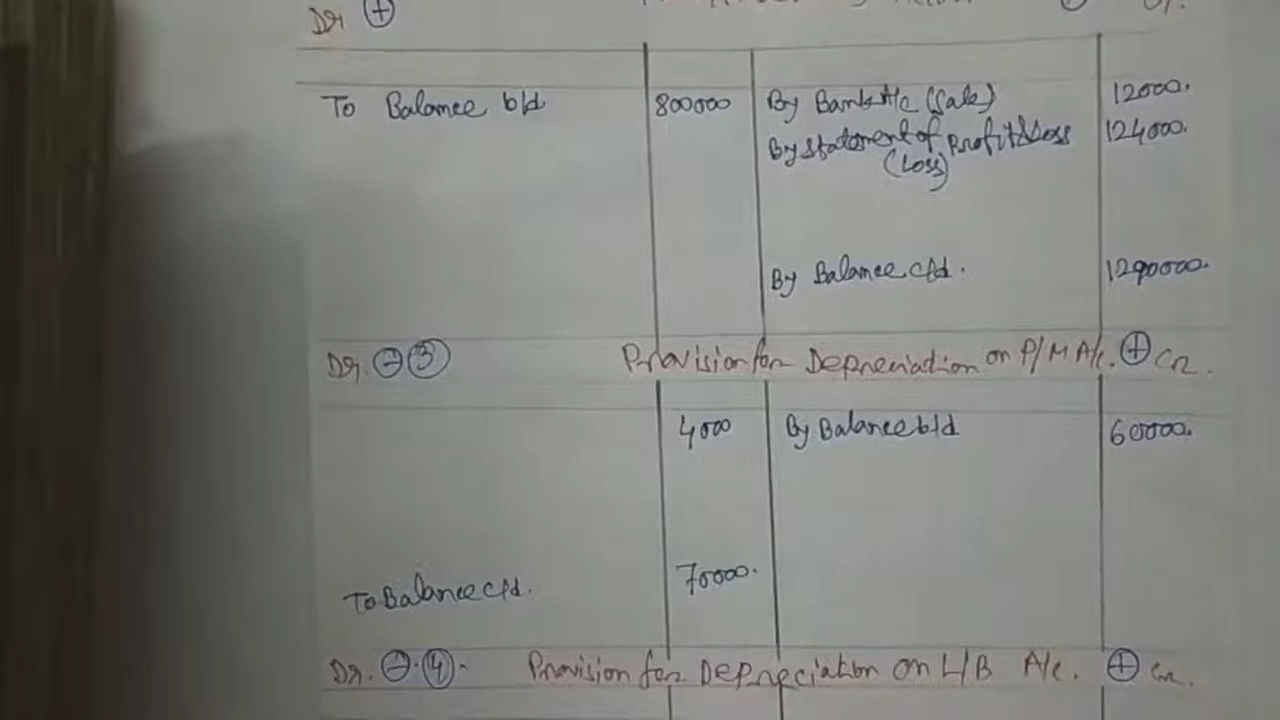 Dr. +
To Balance b/d 800000 By Bank A/c (Sale) 12000.
By Statement of Profit & Loss 124000.
(Loss)
By Balance c/d. 1290000.
Dr. - 3 Provision for Depreciation on P/M A/c. + Cr.
4000 By Balance b/d 60000.
To Balance c/d. 70000.
Dr. - 4. Provision for Depreciation on L/B A/c. + Cr.